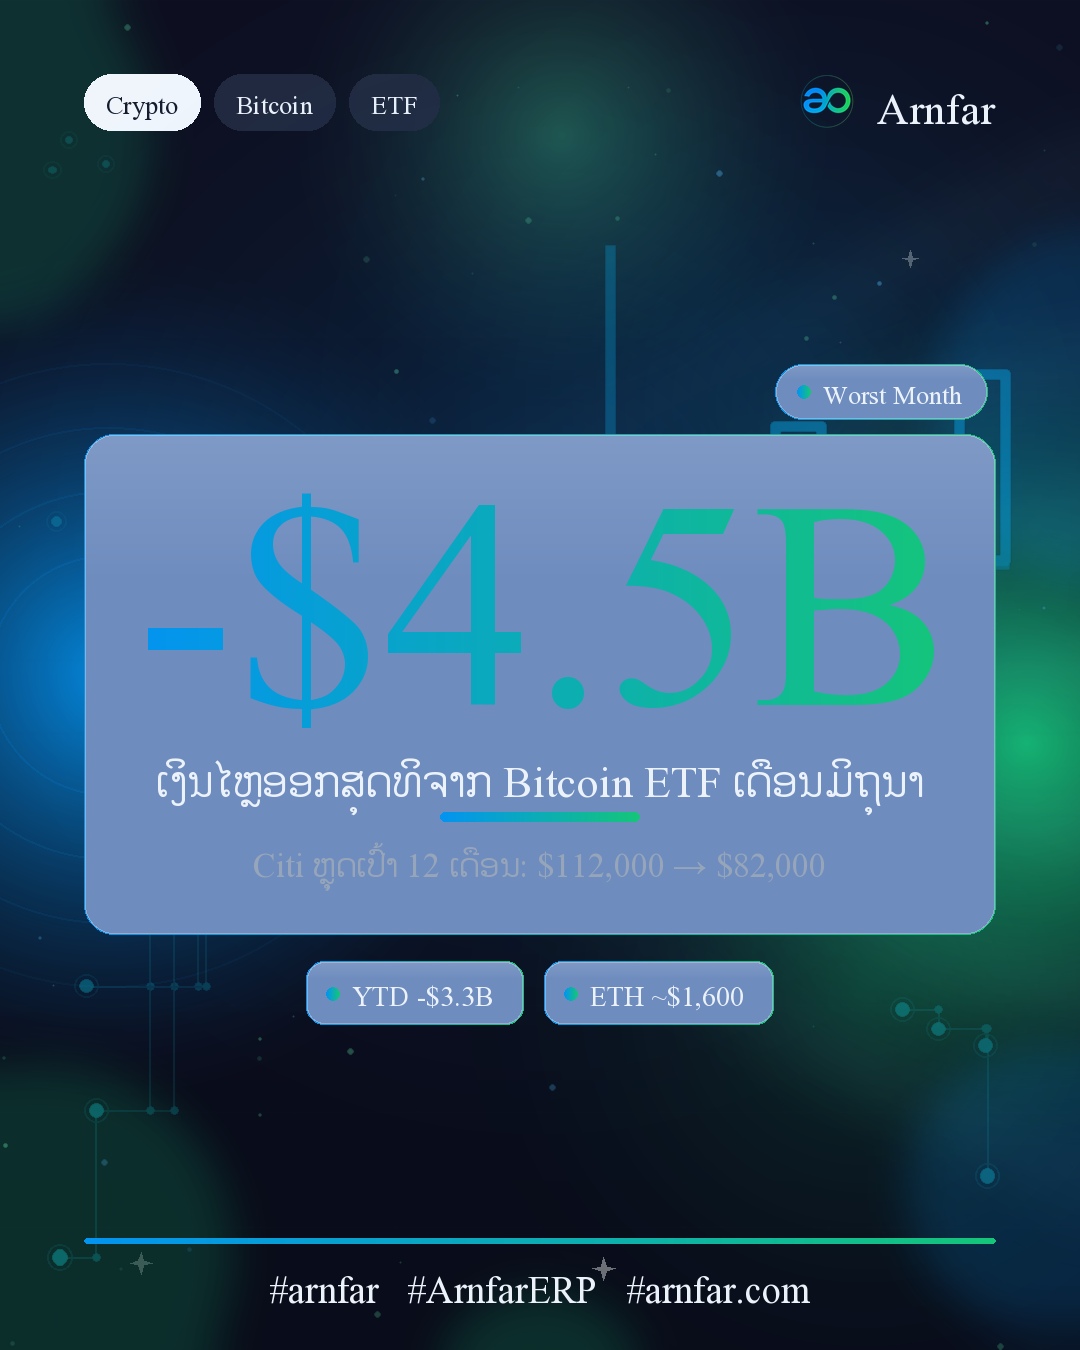 Crypto Bitcoin ETF
Arnfar
Worst Month
-$4.5B
ເງິນໄຫຼອອກສຸດທິຈາກ Bitcoin ETF ເດືອນມິຖຸນາ
Citi ຫຼຸດເປົ້າ 12 ເດືອນ: $112,000 → $82,000
YTD -$3.3B
ETH ~$1,600
#arnfar #ArnfarERP #arnfar.com